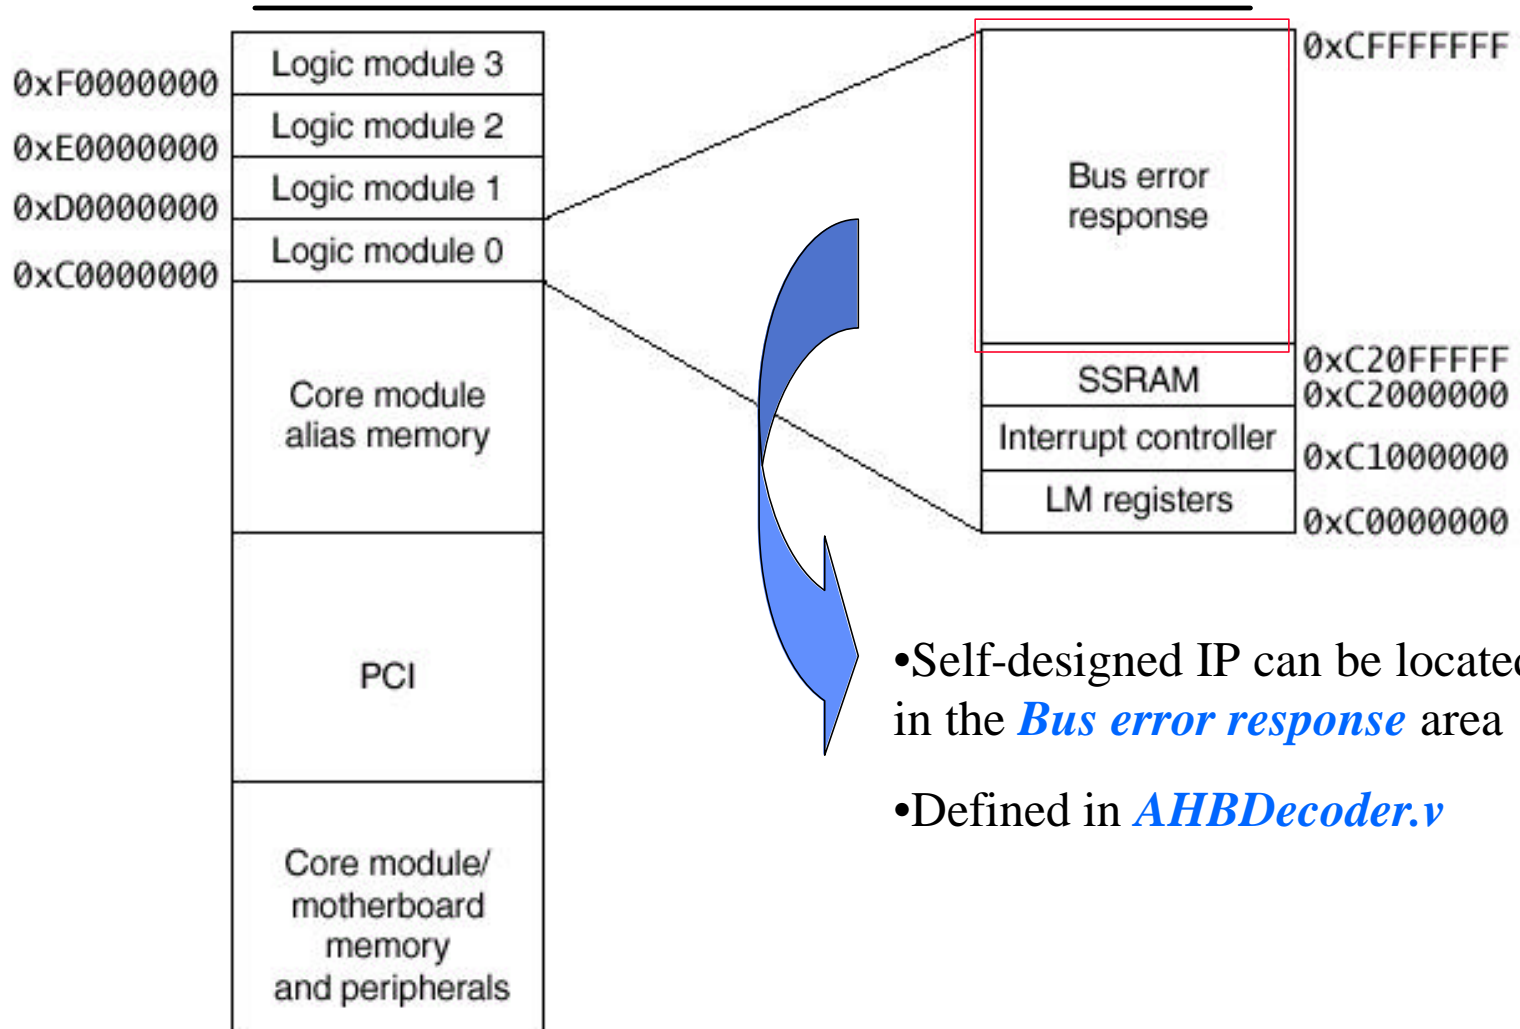 Logic module 3
0xF0000000
Logic module 2
0xE0000000
Logic module 1
0xD0000000
Logic module 0
0xC0000000
Core module
alias memory
PCI
Core module/
motherboard
memory
and peripherals
0xCFFFFFFF
Bus error
response
0xC20FFFFF
SSRAM
0xC2000000
Interrupt controller
0xC1000000
LM registers
0xC0000000
•Self-designed IP can be located
in the Bus error response area
•Defined in AHBDecoder.v